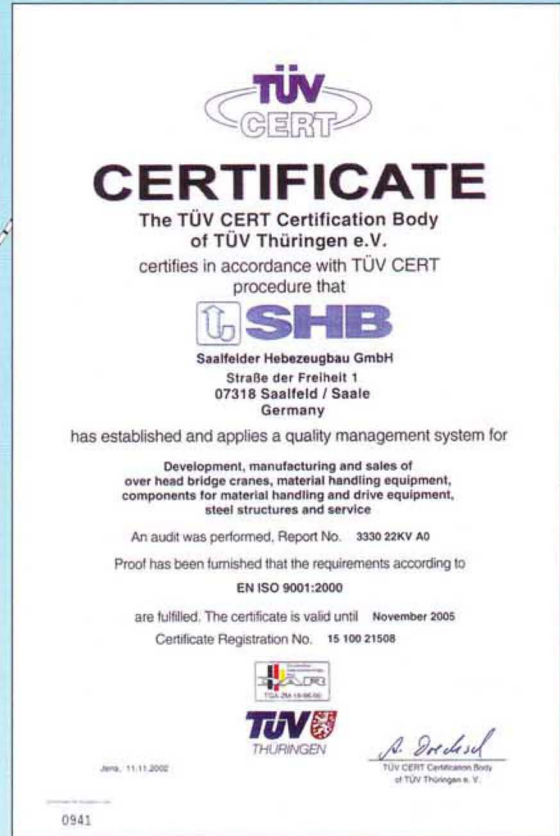 TÜV
CERT
CERTIFICATE
The TÜV CERT Certification Body
of TÜV Thüringen e.V.
certifies in accordance with TÜV CERT
procedure that
SHB
Saalfelder Hebezeugbau GmbH
Straße der Freiheit 1
07318 Saalfeld / Saale
Germany
has established and applies a quality management system for
Development, manufacturing and sales of
over head bridge cranes, material handling equipment,
components for material handling and drive equipment,
steel structures and service
An audit was performed, Report No. 3330 22KV A0
Proof has been furnished that the requirements according to
EN ISO 9001:2000
are fulfilled. The certificate is valid until November 2005
Certificate Registration No. 15 100 21508
DAR
TÜV
THÜRINGEN
Jena, 11.11.2002
TÜV CERT Certification Body
of TÜV Thüringen e. V.
0941